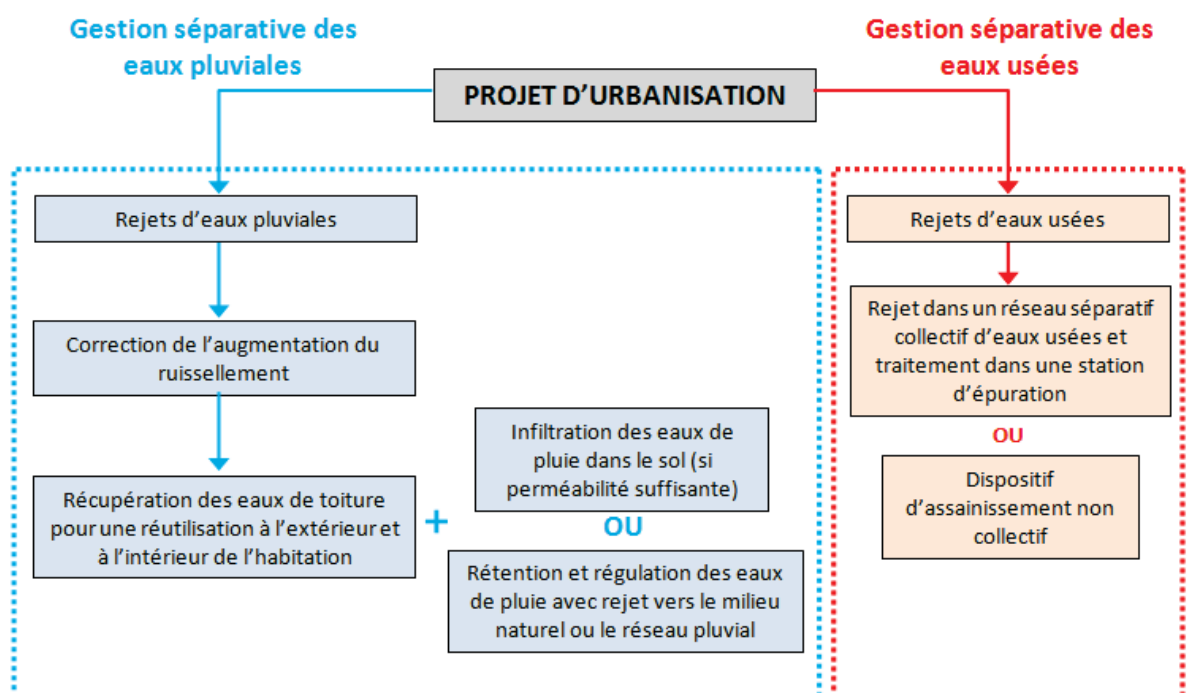 Gestion séparative des
eaux pluviales
Gestion séparative des
eaux usées
PROJET D'URBANISATION
Rejets d'eaux pluviales
Correction de l'augmentation du
ruissellement
Récupération des eaux de toiture
pour une réutilisation à l'extérieur et
à l'intérieur de l'habitation
+
Infiltration des eaux de
pluie dans le sol (si
perméabilité suffisante)
OU
Rétention et régulation des eaux
de pluie avec rejet vers le milieu
naturel ou le réseau pluvial
Rejets d'eaux usées
Rejet dans un réseau séparatif
collectif d'eaux usées et
traitement dans une station
d'épuration
OU
Dispositif
d'assainissement non
collectif